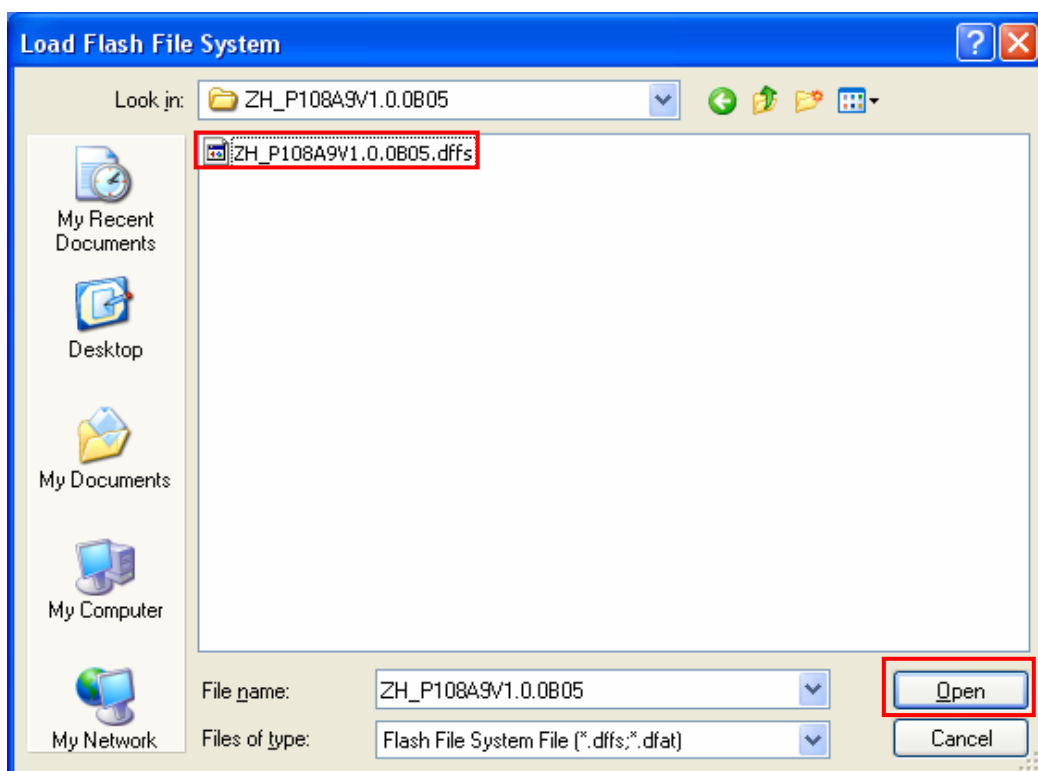 Load Flash File System
Look in:
ZH_P108A9V1.0.0B05
ZH_P108A9V1.0.0B05.dffs
My Recent
Documents
Desktop
My Documents
My Computer
My Network
File name:
ZH_P108A9V1.0.0B05
Open
Files of type:
Flash File System File (*.dffs;*.dfat)
Cancel